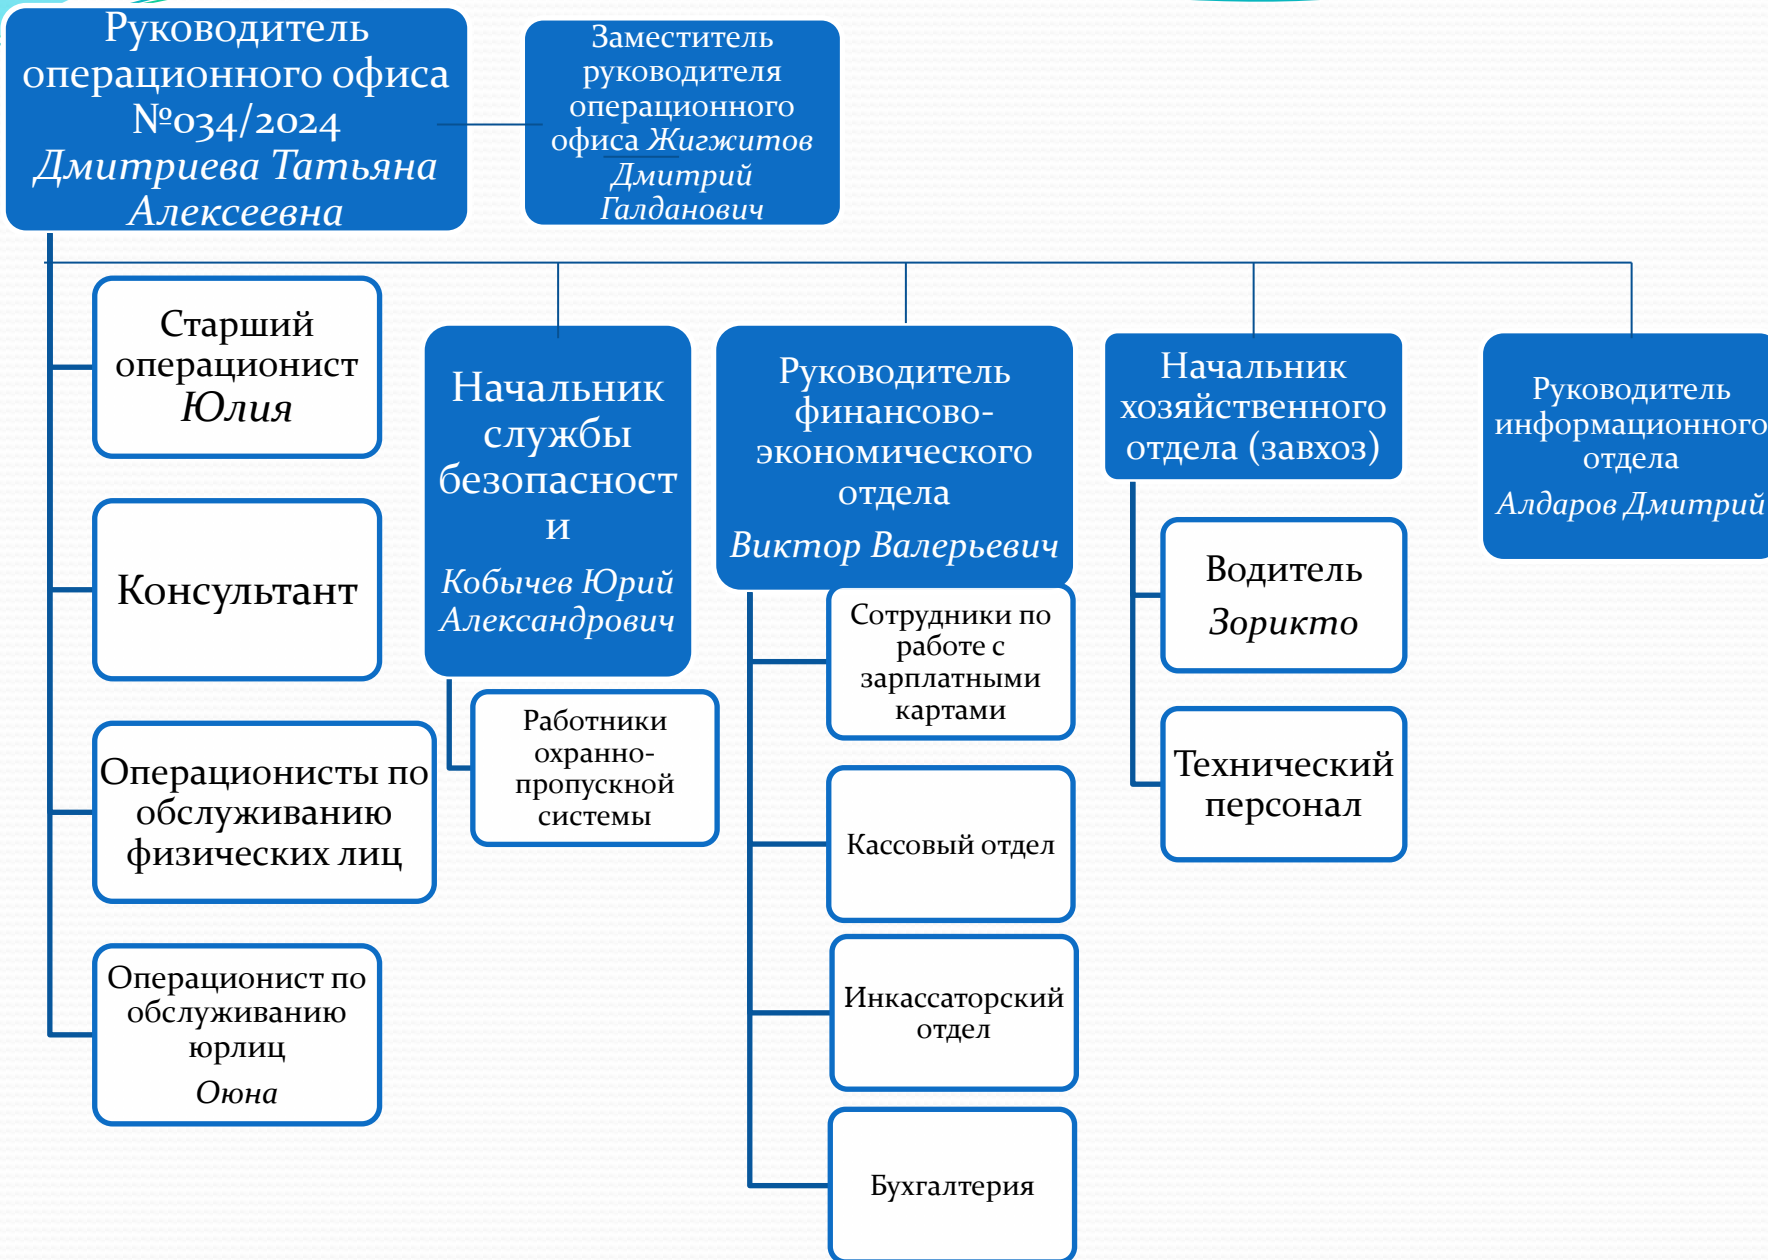 Руководитель
операционного офиса
№034/2024
Дмитриева Татьяна
Алексеевна
Заместитель
руководителя
операционного
офиса Жигжитов
Дмитрий
Галданович
Старший
операционист
Юлия
Консультант
Операционисты по
обслуживанию
физических лиц
Операционист по
обслуживанию
юрлиц
Оюна
Начальник
службы
безопасност
и
Кобычев Юрий
Александрович
Работники
охранно-
пропускной
системы
Руководитель
финансово-
экономического
отдела
Виктор Валерьевич
Сотрудники по
работе с
зарплатными
картами
Кассовый отдел
Инкассаторский
отдел
Бухгалтерия
Начальник
хозяйственного
отдела (завхоз)
Водитель
Зорикто
Технический
персонал
Руководитель
информационного
отдела
Алдаров Дмитрий